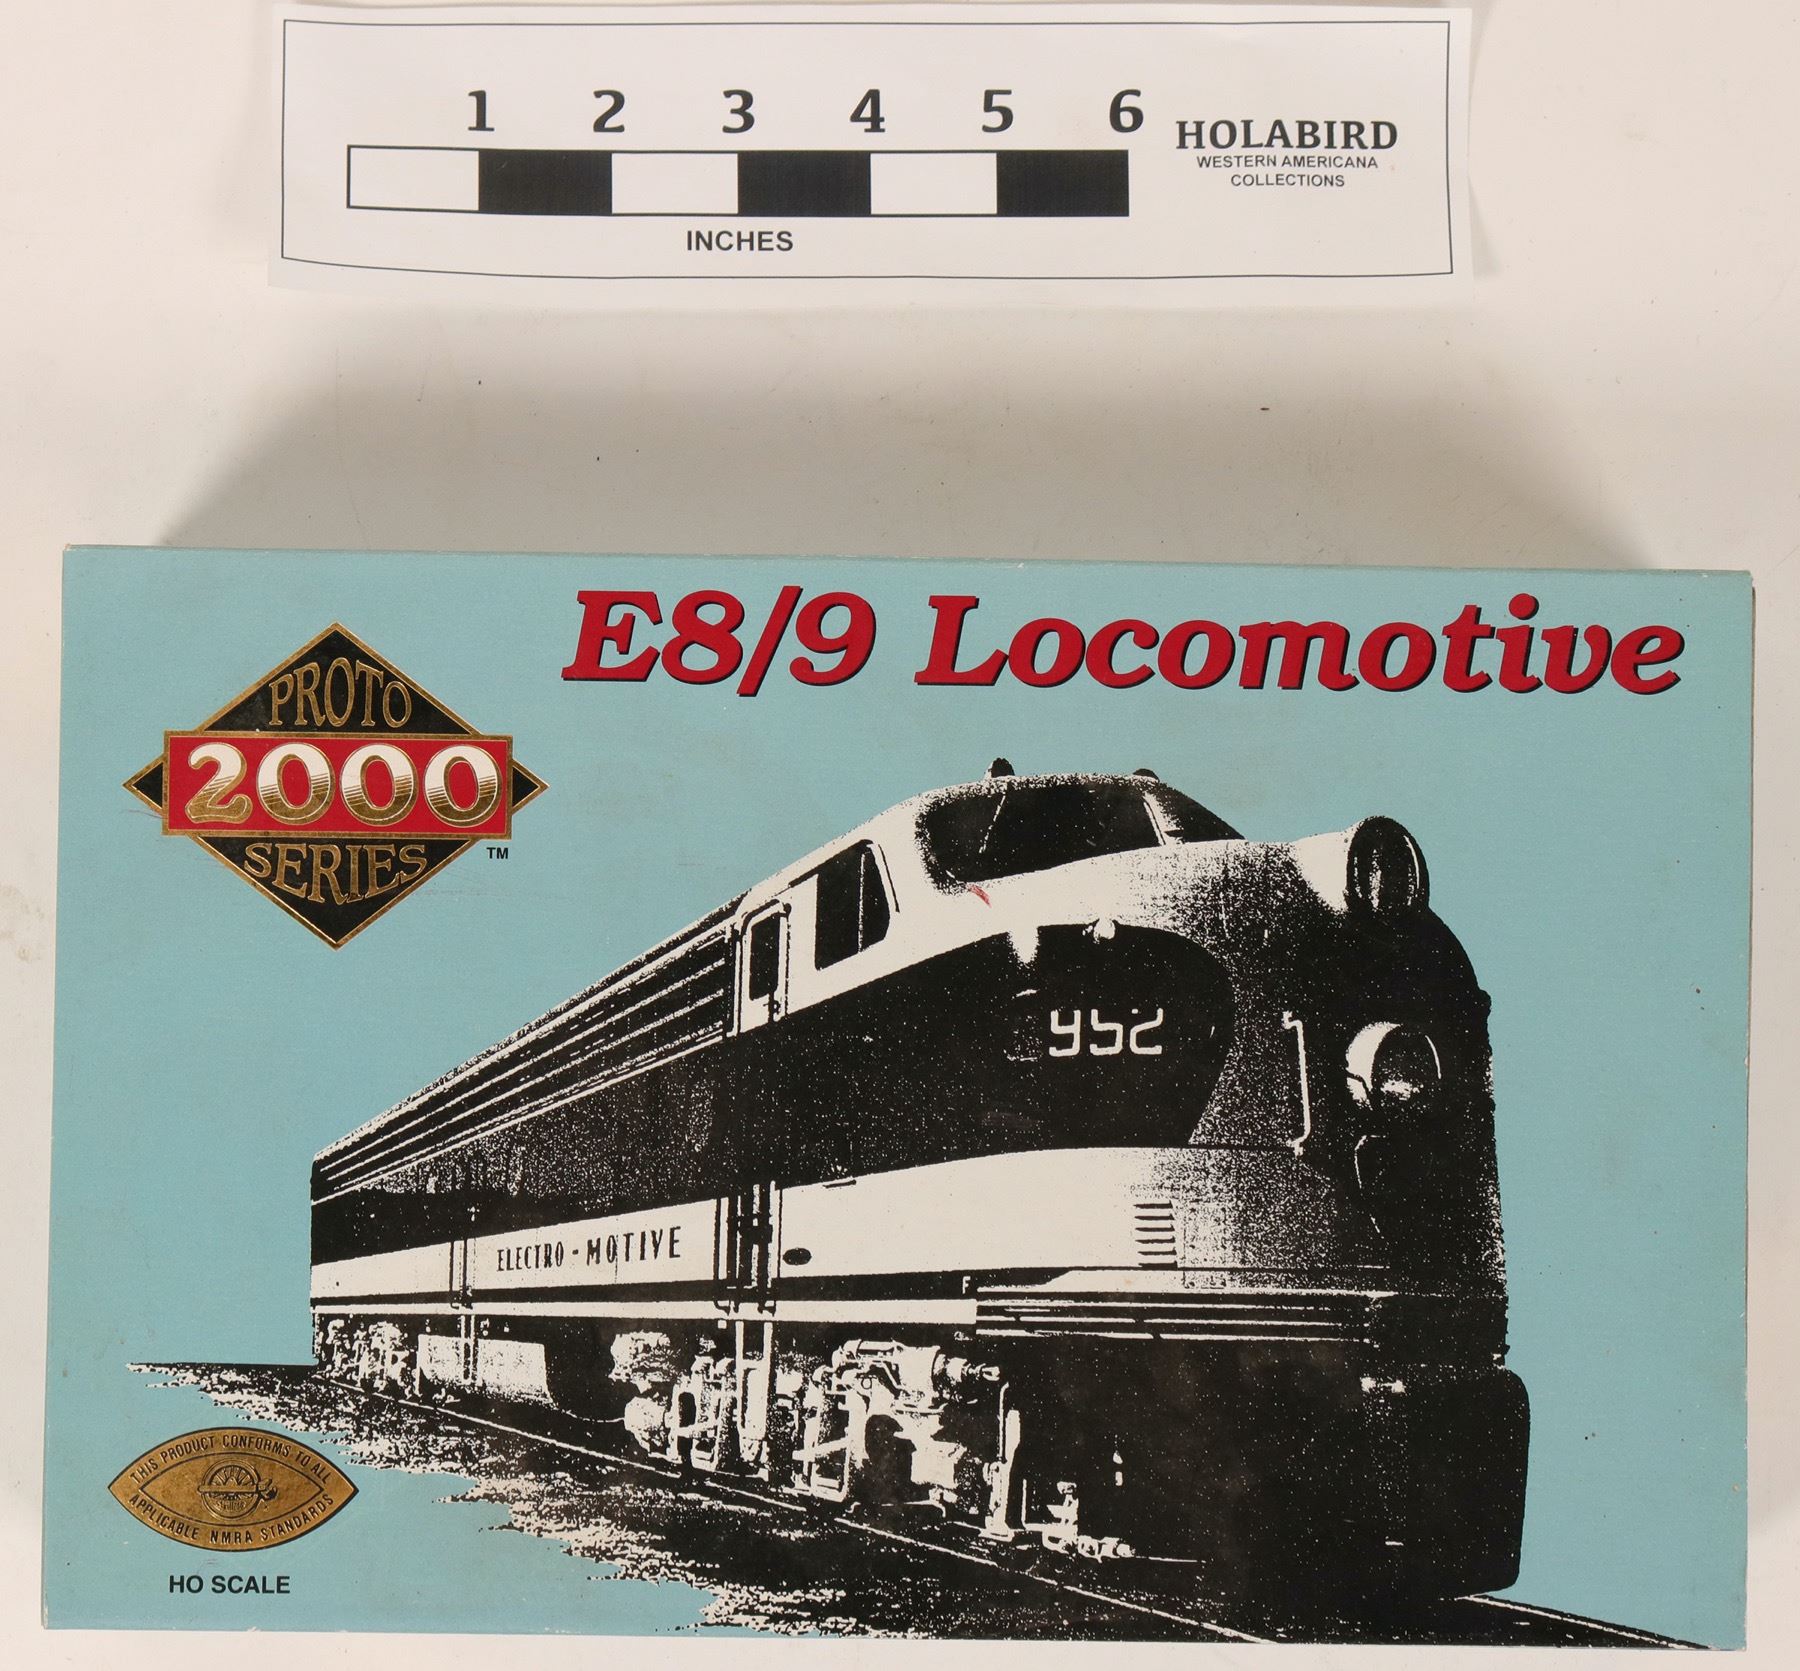 1 2 3 4 5 6
HOLABIRD
WESTERN AMERICANA
COLLECTIONS
INCHES
E8/9 Locomotive
PROTO
2000
SERIES
TM
952
ELECTRO-MOTIVE
F
THIS PRODUCT CONFORMS TO ALL
APPLICABLE NMRA STANDARDS
HO SCALE